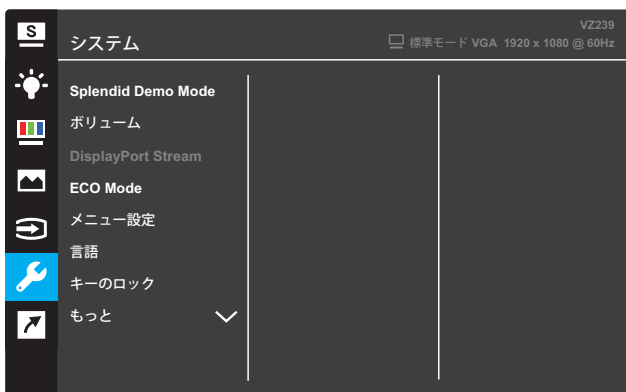 S
システム
VZ239
標準モード VGA 1920 x 1080 @ 60Hz
Splendid Demo Mode
ボリューム
DisplayPort Stream
ECO Mode
メニュー設定
言語
キーのロック
もっと